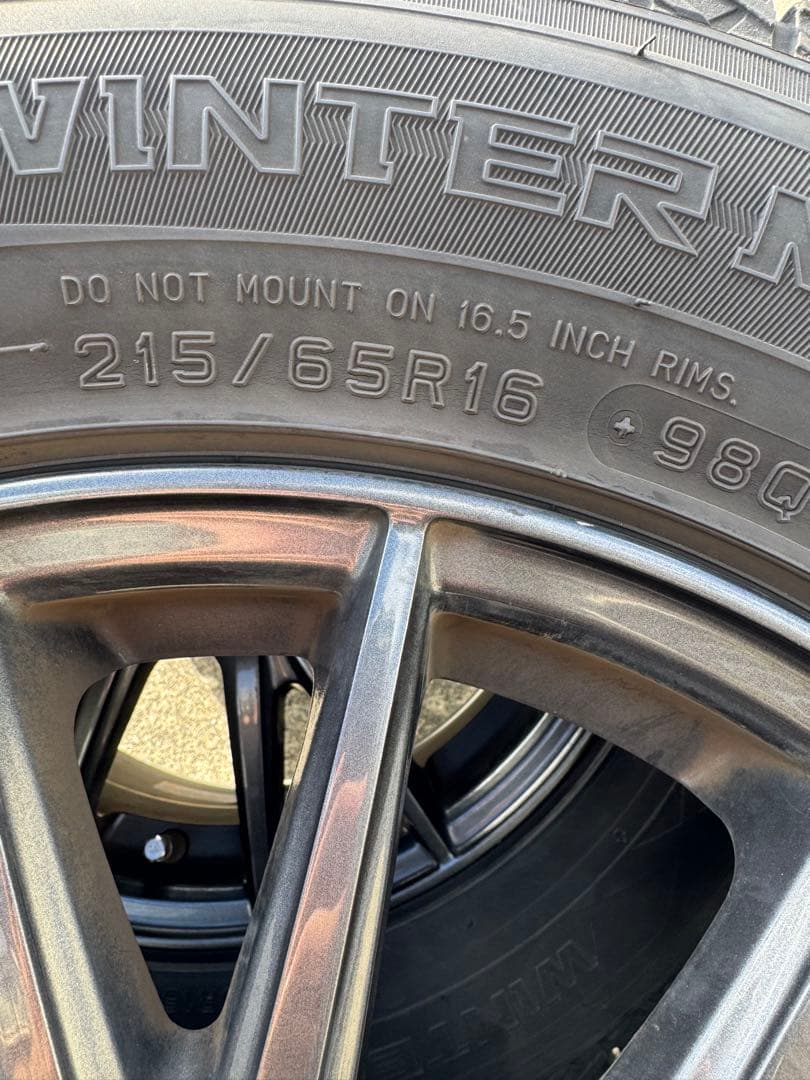 WINTER
DO NOT MOUNT ON 16.5 INCH RIMS.
215/65R16 98Q